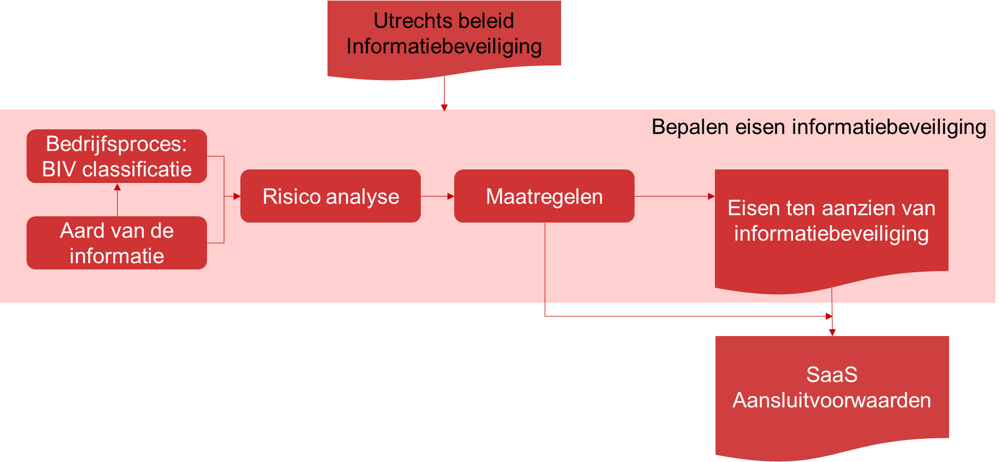 Utrechts beleid
Informatiebeveiliging
Bepalen eisen informatiebeveiliging
Bedrijfsproces:
BIV classificatie
Aard van de
informatie
Risico analyse
Maatregelen
Eisen ten aanzien van
informatiebeveiliging
SaaS
Aansluitvoorwaarden